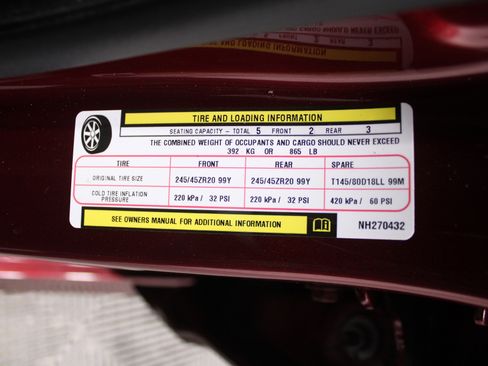 TIRE AND LOADING INFORMATION
SEATING CAPACITY - TOTAL 5 FRONT 2 REAR 3
THE COMBINED WEIGHT OF OCCUPANTS AND CARGO SHOULD NEVER EXCEED
392 KG OR 865 LB
TIRE FRONT REAR SPARE
ORIGINAL TIRE SIZE 245/45ZR20 99Y 245/45ZR20 99Y T145/80D18LL 99M
COLD TIRE INFLATION PRESSURE 220 kPa / 32 PSI 220 kPa / 32 PSI 420 kPa / 60 PSI
SEE OWNERS MANUAL FOR ADDITIONAL INFORMATION NH270432